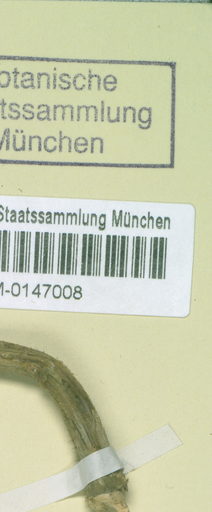 otanische
tssammlung
München
Staatssammlung München
M-0147008